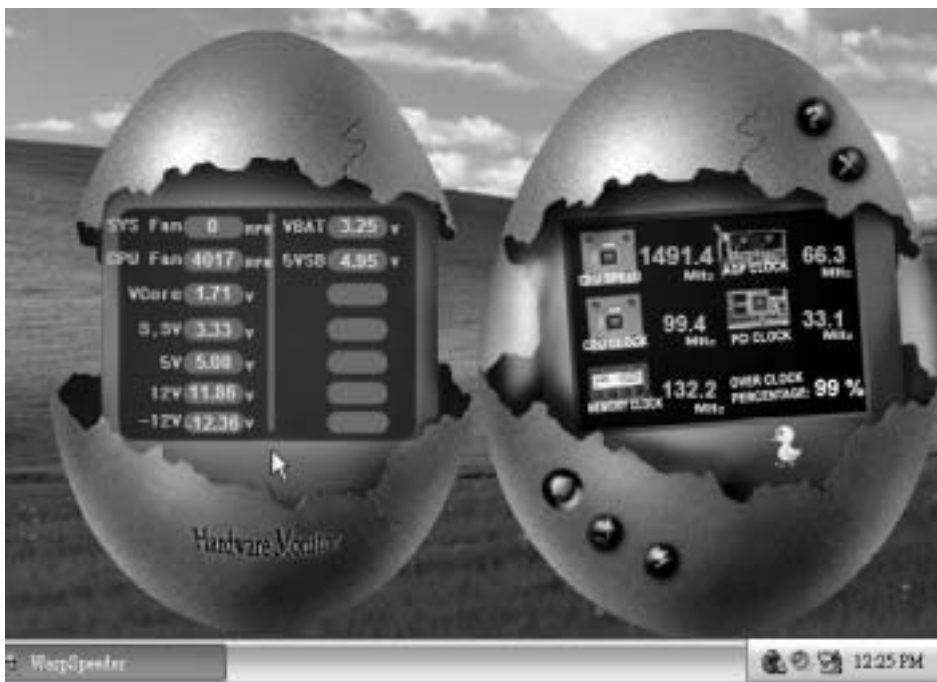 SYS Fan 0 RPM VBAT 3.25 V
CPU Fan 4017 RPM 5VSB 4.95 V
VCore 1.71 V
3.3V 3.33 V
5V 5.08 V
12V 11.86 V
-12V -12.36 V
Hardware Monitor
?
CPU SPEED 1491.4 MHz AGP CLOCK 66.3 MHz
CPU CLOCK 99.4 MHz PCI CLOCK 33.1 MHz
MEMORY CLOCK 132.2 MHz OVER CLOCK
PERCENTAGE: 99 %
WarpSpeeder
12:25 PM